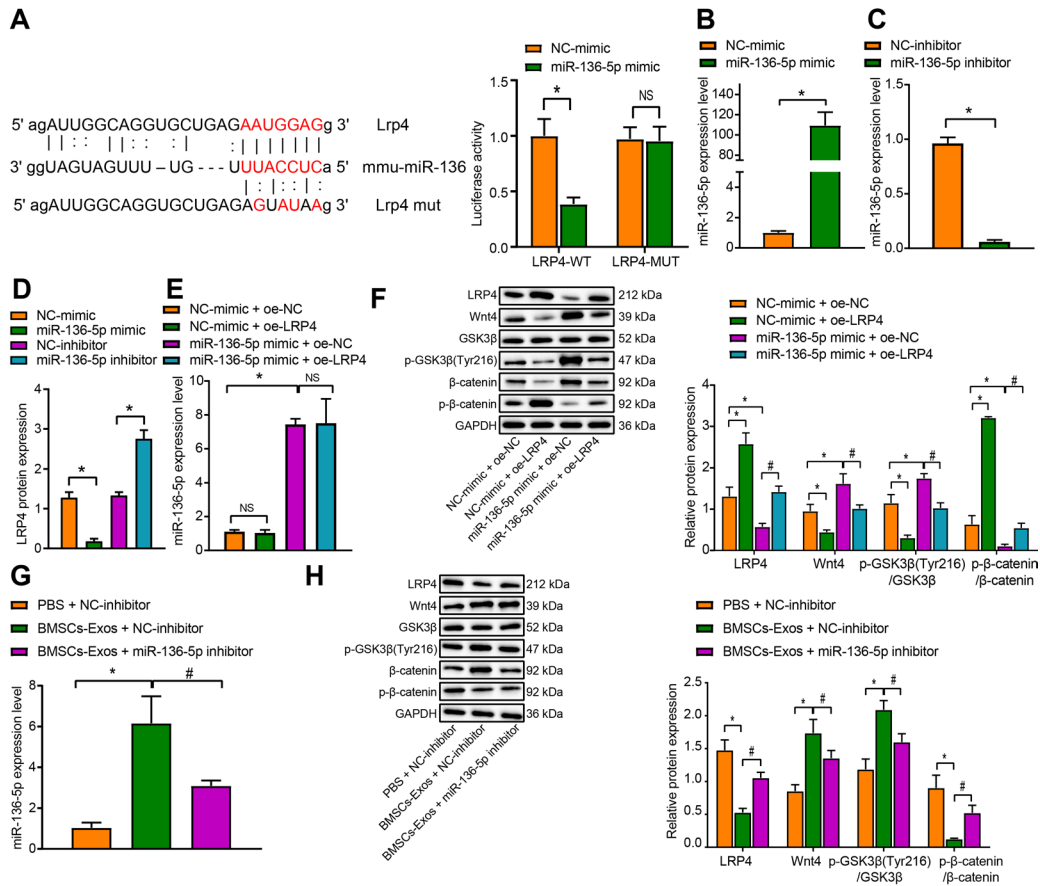 A
5' agAUUGGCAGGUGCUGAGAAUGGAGg 3' Lrp4
3' ggUAGUAGUUU – UG - - - UUUACCUCa 5' mmu-miR-136
5' agAUUGGCAGGUGCUGAGAGUAUAAg 3' Lrp4 mut
NC-mimic
miR-136-5p mimic
Luciferase activity
1.5
1.0
0.5
0.0
*
NS
LRP4-WT
LRP4-MUT
B
NC-mimic
miR-136-5p mimic
miR-136-5p expression level
140
120
100
80
60
4
2
0
*
C
NC-inhibitor
miR-136-5p inhibitor
miR-136-5p expression level
1.5
1.0
0.5
0.0
*
D
NC-mimic
miR-136-5p mimic
NC-inhibitor
miR-136-5p inhibitor
LRP4 protein expression
4
3
2
1
0
*
*
E
NC-mimic + oe-NC
NC-mimic + oe-LRP4
miR-136-5p mimic + oe-NC
miR-136-5p mimic + oe-LRP4
miR-136-5p expression level
10
8
6
4
2
0
NS
*
NS
F
LRP4 212 kDa
Wnt4 39 kDa
GSK3β 52 kDa
p-GSK3β(Tyr216) 47 kDa
β-catenin 92 kDa
p-β-catenin 92 kDa
GAPDH 36 kDa
NC-mimic + oe-NC
NC-mimic + oe-LRP4
miR-136-5p mimic + oe-NC
miR-136-5p mimic + oe-LRP4
NC-mimic + oe-NC
NC-mimic + oe-LRP4
miR-136-5p mimic + oe-NC
miR-136-5p mimic + oe-LRP4
Relative protein expression
4
3
2
1
0
*
*
#
*
*
#
*
*
#
*
*
#
LRP4
Wnt4
p-GSK3β(Tyr216)
/GSK3β
p-β-catenin
/β-catenin
G
PBS + NC-inhibitor
BMSCs-Exos + NC-inhibitor
BMSCs-Exos + miR-136-5p inhibitor
miR-136-5p expression level
8
6
4
2
0
*
#
H
LRP4 212 kDa
Wnt4 39 kDa
GSK3β 52 kDa
p-GSK3β(Tyr216) 47 kDa
β-catenin 92 kDa
p-β-catenin 92 kDa
GAPDH 36 kDa
PBS + NC-inhibitor
BMSCs-Exos + NC-inhibitor
BMSCs-Exos + miR-136-5p inhibitor
PBS + NC-inhibitor
BMSCs-Exos + NC-inhibitor
BMSCs-Exos + miR-136-5p inhibitor
Relative protein expression
2.5
2.0
1.5
1.0
0.5
0.0
*
#
*
#
*
#
*
#
LRP4
Wnt4
p-GSK3β(Tyr216)
/GSK3β
p-β-catenin
/β-catenin